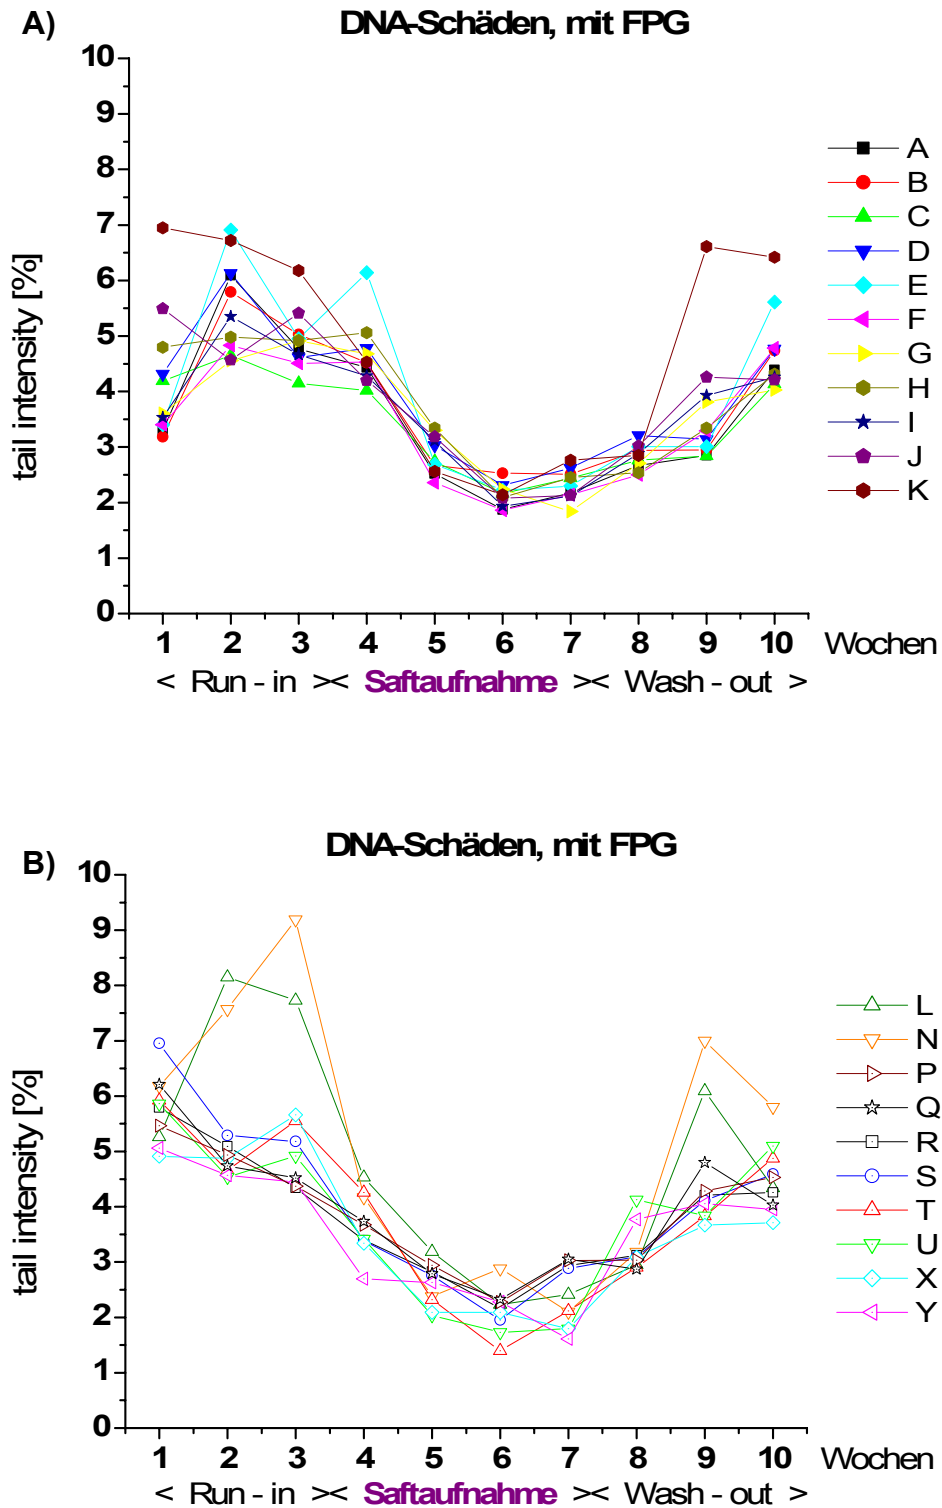 A)
DNA-Schäden, mit FPG
tail intensity [%]
10
9
8
7
6
5
4
3
2
1
0
A
B
C
D
E
F
G
H
I
J
K
1 2 3 4 5 6 7 8 9 10 Wochen
< Run - in >< Saftaufnahme >< Wash - out >
B)
DNA-Schäden, mit FPG
tail intensity [%]
10
9
8
7
6
5
4
3
2
1
0
L
N
P
Q
R
S
T
U
X
Y
1 2 3 4 5 6 7 8 9 10 Wochen
< Run - in >< Saftaufnahme >< Wash - out >